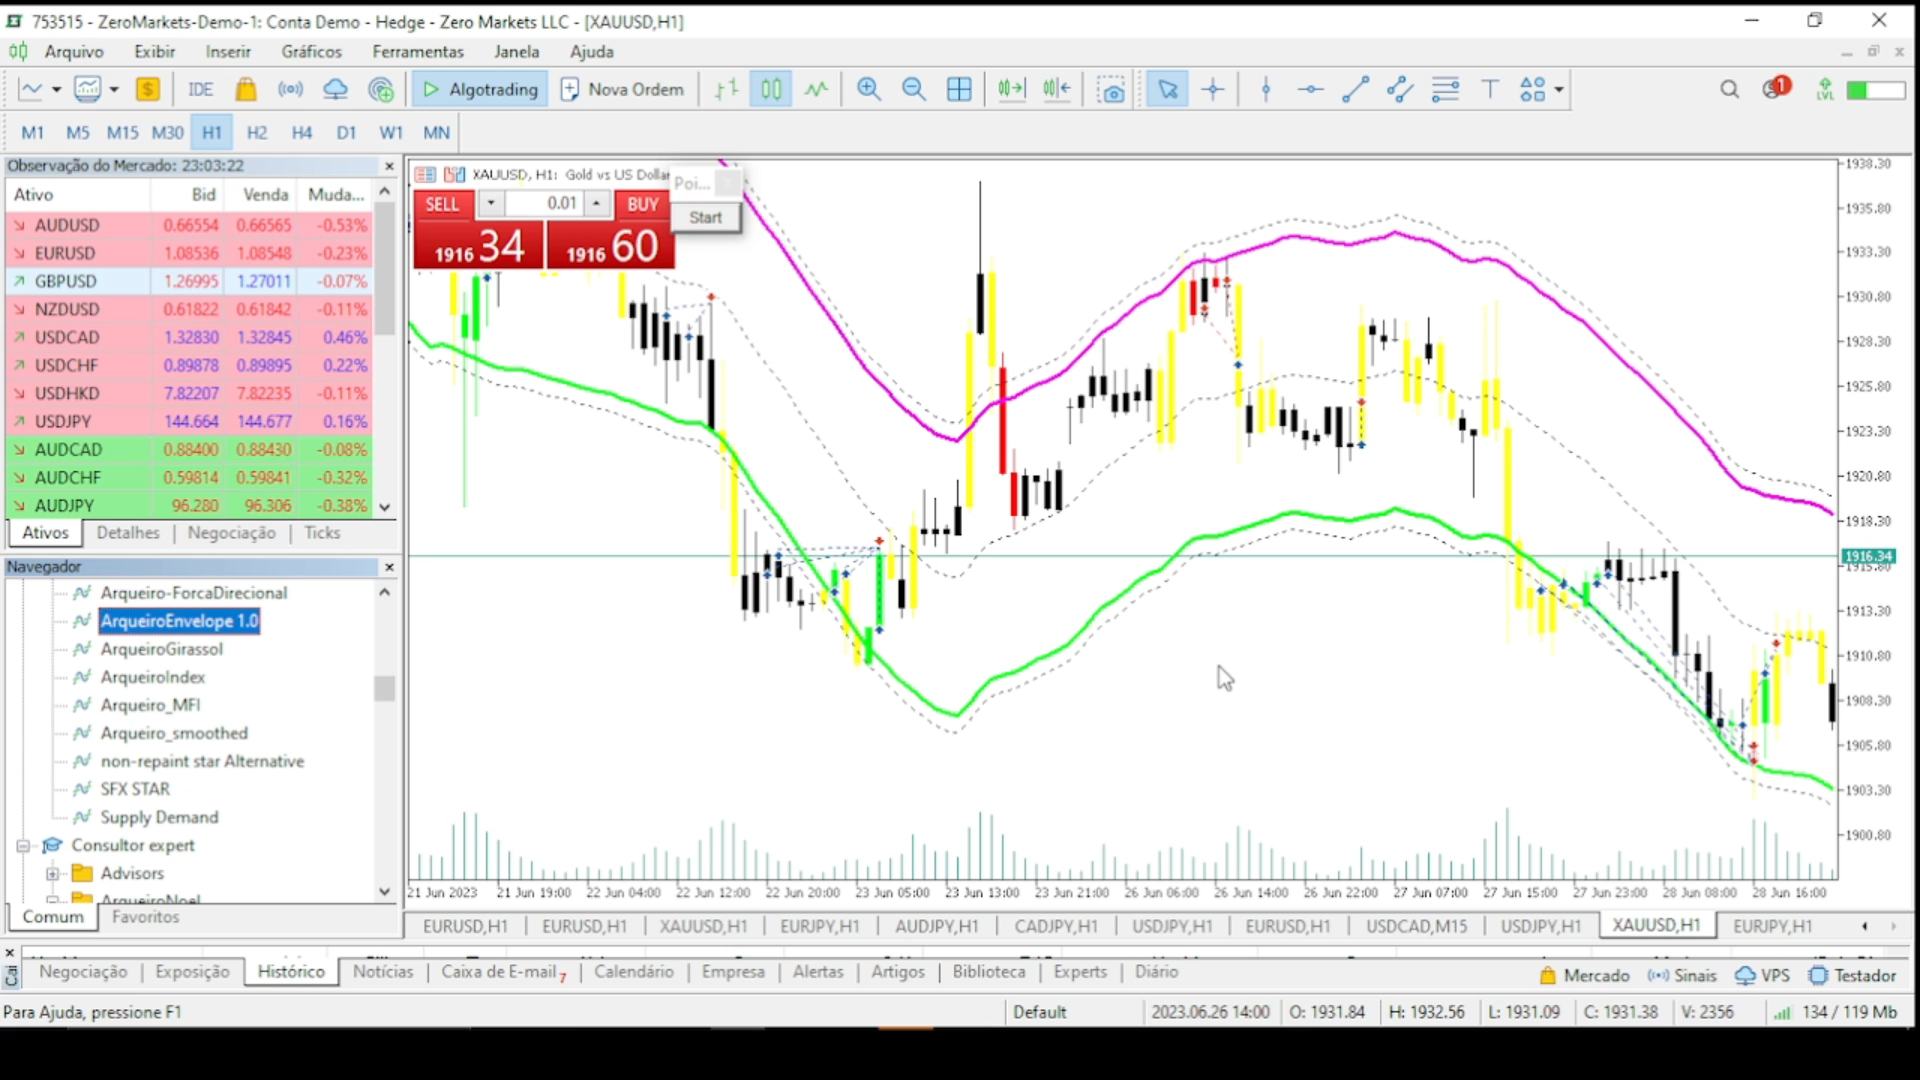 753515 - ZeroMarkets-Demo-1: Conta Demo - Hedge - Zero Markets LLC - [XAUUSD,H1]
Arquivo Exibir Inserir Gráficos Ferramentas Janela Ajuda
IDE Algotrading Nova Ordem T 1 LVL
M1 M5 M15 M30 H1 H2 H4 D1 W1 MN
Observação do Mercado: 23:03:22
Ativo Bid Venda Muda...
AUDUSD 0.66554 0.66565 -0.53%
EURUSD 1.08536 1.08548 -0.23%
GBPUSD 1.26995 1.27011 -0.07%
NZDUSD 0.61822 0.61842 -0.11%
USDCAD 1.32830 1.32845 0.46%
USDCHF 0.89878 0.89895 0.22%
USDHKD 7.82207 7.82235 -0.11%
USDJPY 144.664 144.677 0.16%
AUDCAD 0.88400 0.88430 -0.08%
AUDCHF 0.59814 0.59841 -0.32%
AUDJPY 96.280 96.306 -0.38%
Ativos Detalhes Negociação Ticks
Navegador
Arqueiro-ForcaDirecional
ArqueiroEnvelope 1.0
ArqueiroGirassol
ArqueiroIndex
Arqueiro_MFI
Arqueiro_smoothed
non-repaint star Alternative
SFX STAR
Supply Demand
Consultor expert
Advisors
ArqueiroNoel
Comum Favoritos
XAUUSD, H1: Gold vs US Dollar
Poi...
SELL 0.01 BUY
Start
1916 34 1916 60
1938.30
1935.80
1933.30
1930.80
1928.30
1925.80
1923.30
1920.80
1918.30
1916.34
1915.80
1913.30
1910.80
1908.30
1905.80
1903.30
1900.80
21 Jun 2023 21 Jun 19:00 22 Jun 04:00 22 Jun 12:00 22 Jun 20:00 23 Jun 05:00 23 Jun 13:00 23 Jun 21:00 26 Jun 06:00 26 Jun 14:00 26 Jun 22:00 27 Jun 07:00 27 Jun 15:00 27 Jun 23:00 28 Jun 08:00 28 Jun 16:00
EURUSD,H1 EURUSD,H1 XAUUSD,H1 EURJPY,H1 AUDJPY,H1 CADJPY,H1 USDJPY,H1 EURUSD,H1 USDCAD,M15 USDJPY,H1 XAUUSD,H1 EURJPY,H1
Negociação Exposição Histórico Notícias Caixa de E-mail 7 Calendário Empresa Alertas Artigos Biblioteca Experts Diário Mercado Sinais VPS Testador
Para Ajuda, pressione F1 Default 2023.06.26 14:00 O: 1931.84 H: 1932.56 L: 1931.09 C: 1931.38 V: 2356 134 / 119 Mb